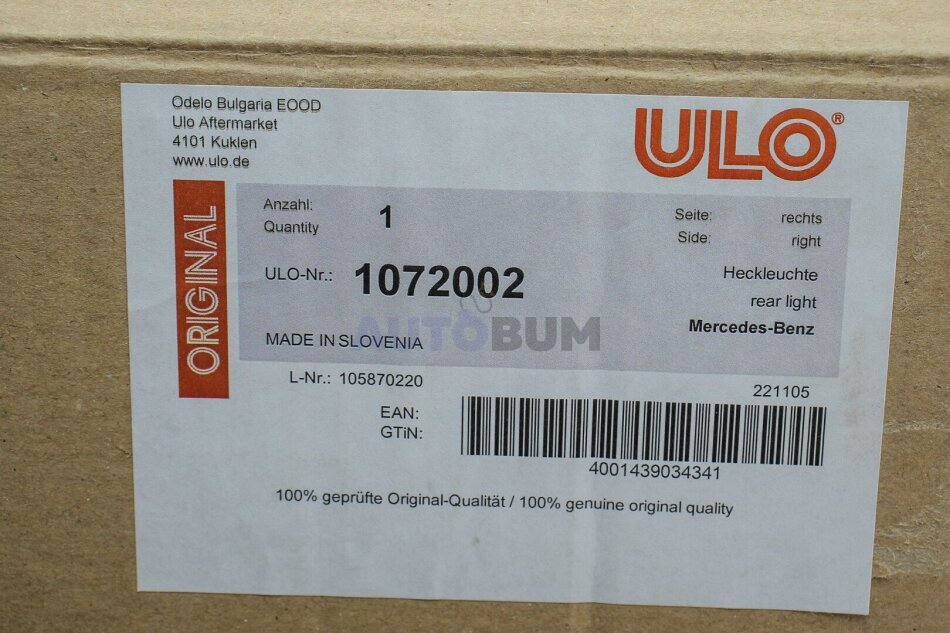 Odelo Bulgaria EOOD
Ulo Aftermarket
4101 Kuklen
www.ulo.de
ULO®
ORIGINAL
Anzahl: 1
Quantity
Seite: rechts
Side: right
ULO-Nr.: 1072002
Heckleuchte
rear light
Mercedes-Benz
AUTOBUM
MADE IN SLOVENIA
L-Nr.: 105870220
221105
EAN:
GTiN:
4001439034341
100% geprüfte Original-Qualität / 100% genuine original quality